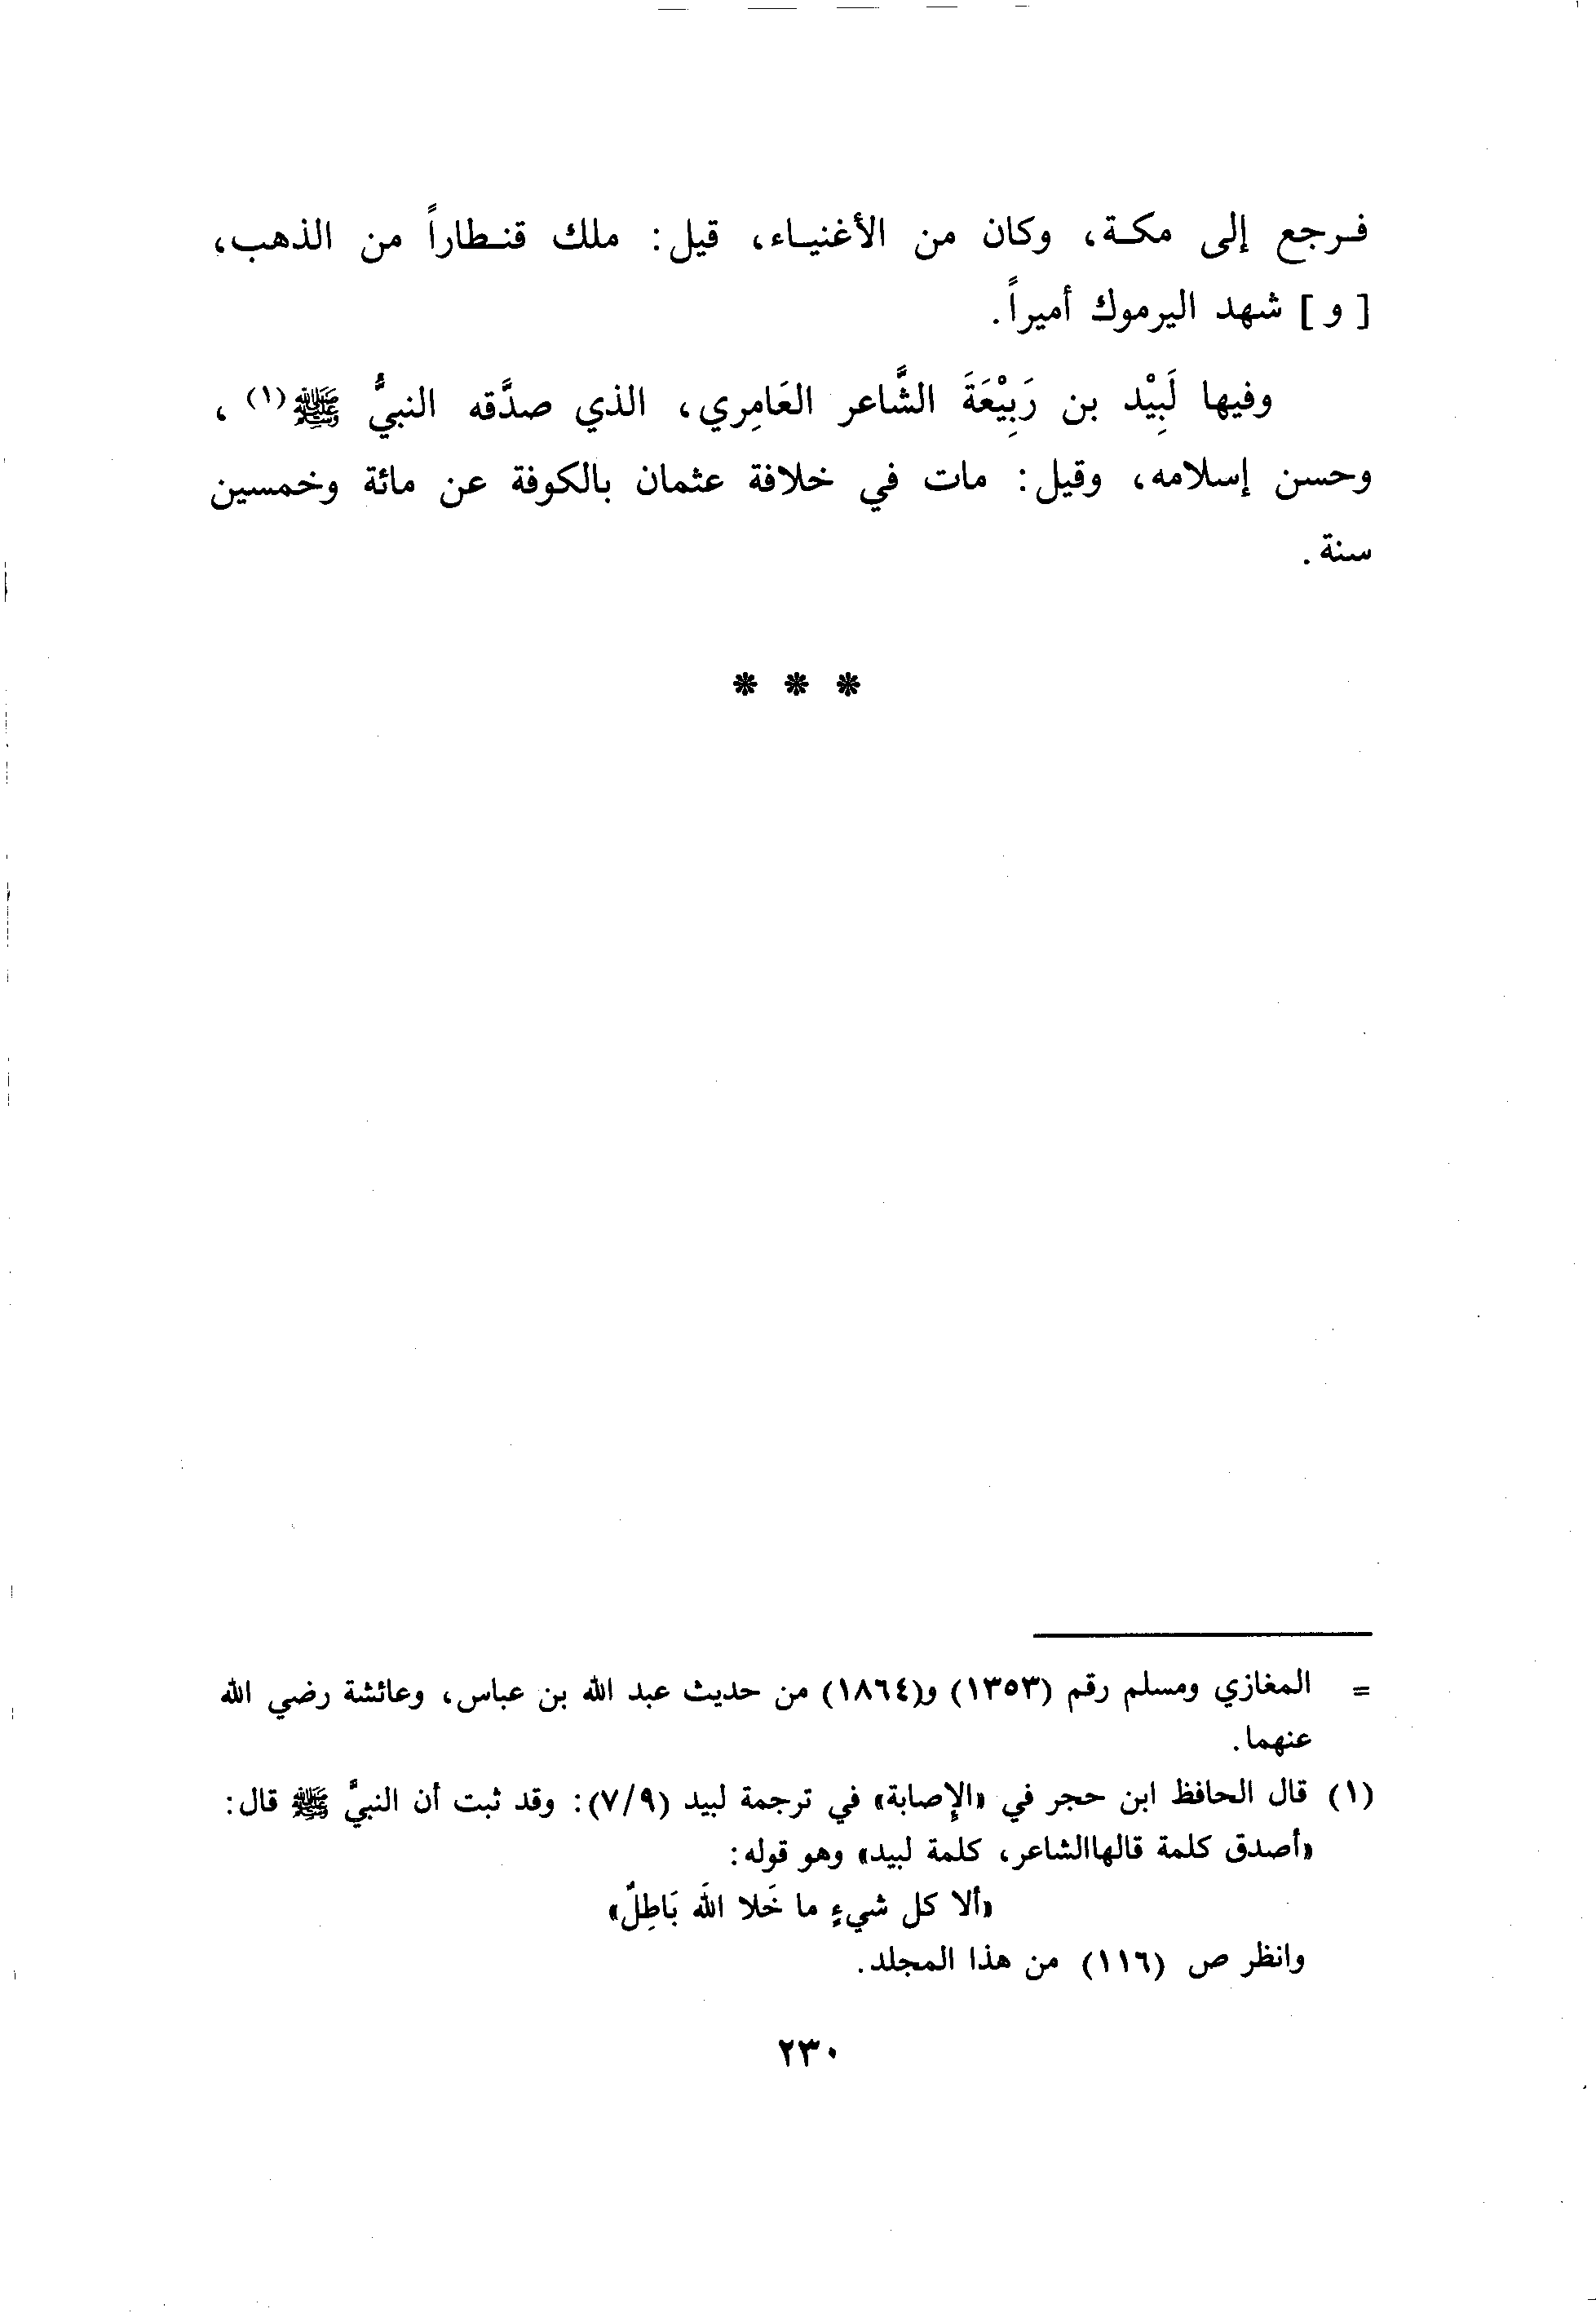 فرجع إلى مكة، وكان من الأغنياء، قيل: ملك قنطاراً من الذهب،
[ و ] شهد اليرموك أميراً.
وفيها لَبِيْد بن رَبِيْعَةَ الشَّاعر العَامِري، الذي صدَّقه النبيُّ ﷺ(١)،
وحسن إسلامه، وقيل: مات في خلافة عثمان بالكوفة عن مائة وخمسين
سنة.
* * *
= المغازي ومسلم رقم (١٣٥٣) و(١٨٦٤) من حديث عبد الله بن عباس، وعائشة رضي الله
عنهما.
(١) قال الحافظ ابن حجر في «الإصابة» في ترجمة لبيد (٧/٩): وقد ثبت أن النبيَّ ﷺ قال:
«أصدق كلمة قالهاالشاعر، كلمة لبيد» وهو قوله:
«ألا كل شيءٍ ما خَلا اللَّهَ بَاطِلٌ»
وانظر ص (١١٦) من هذا المجلد.
٢٣٠